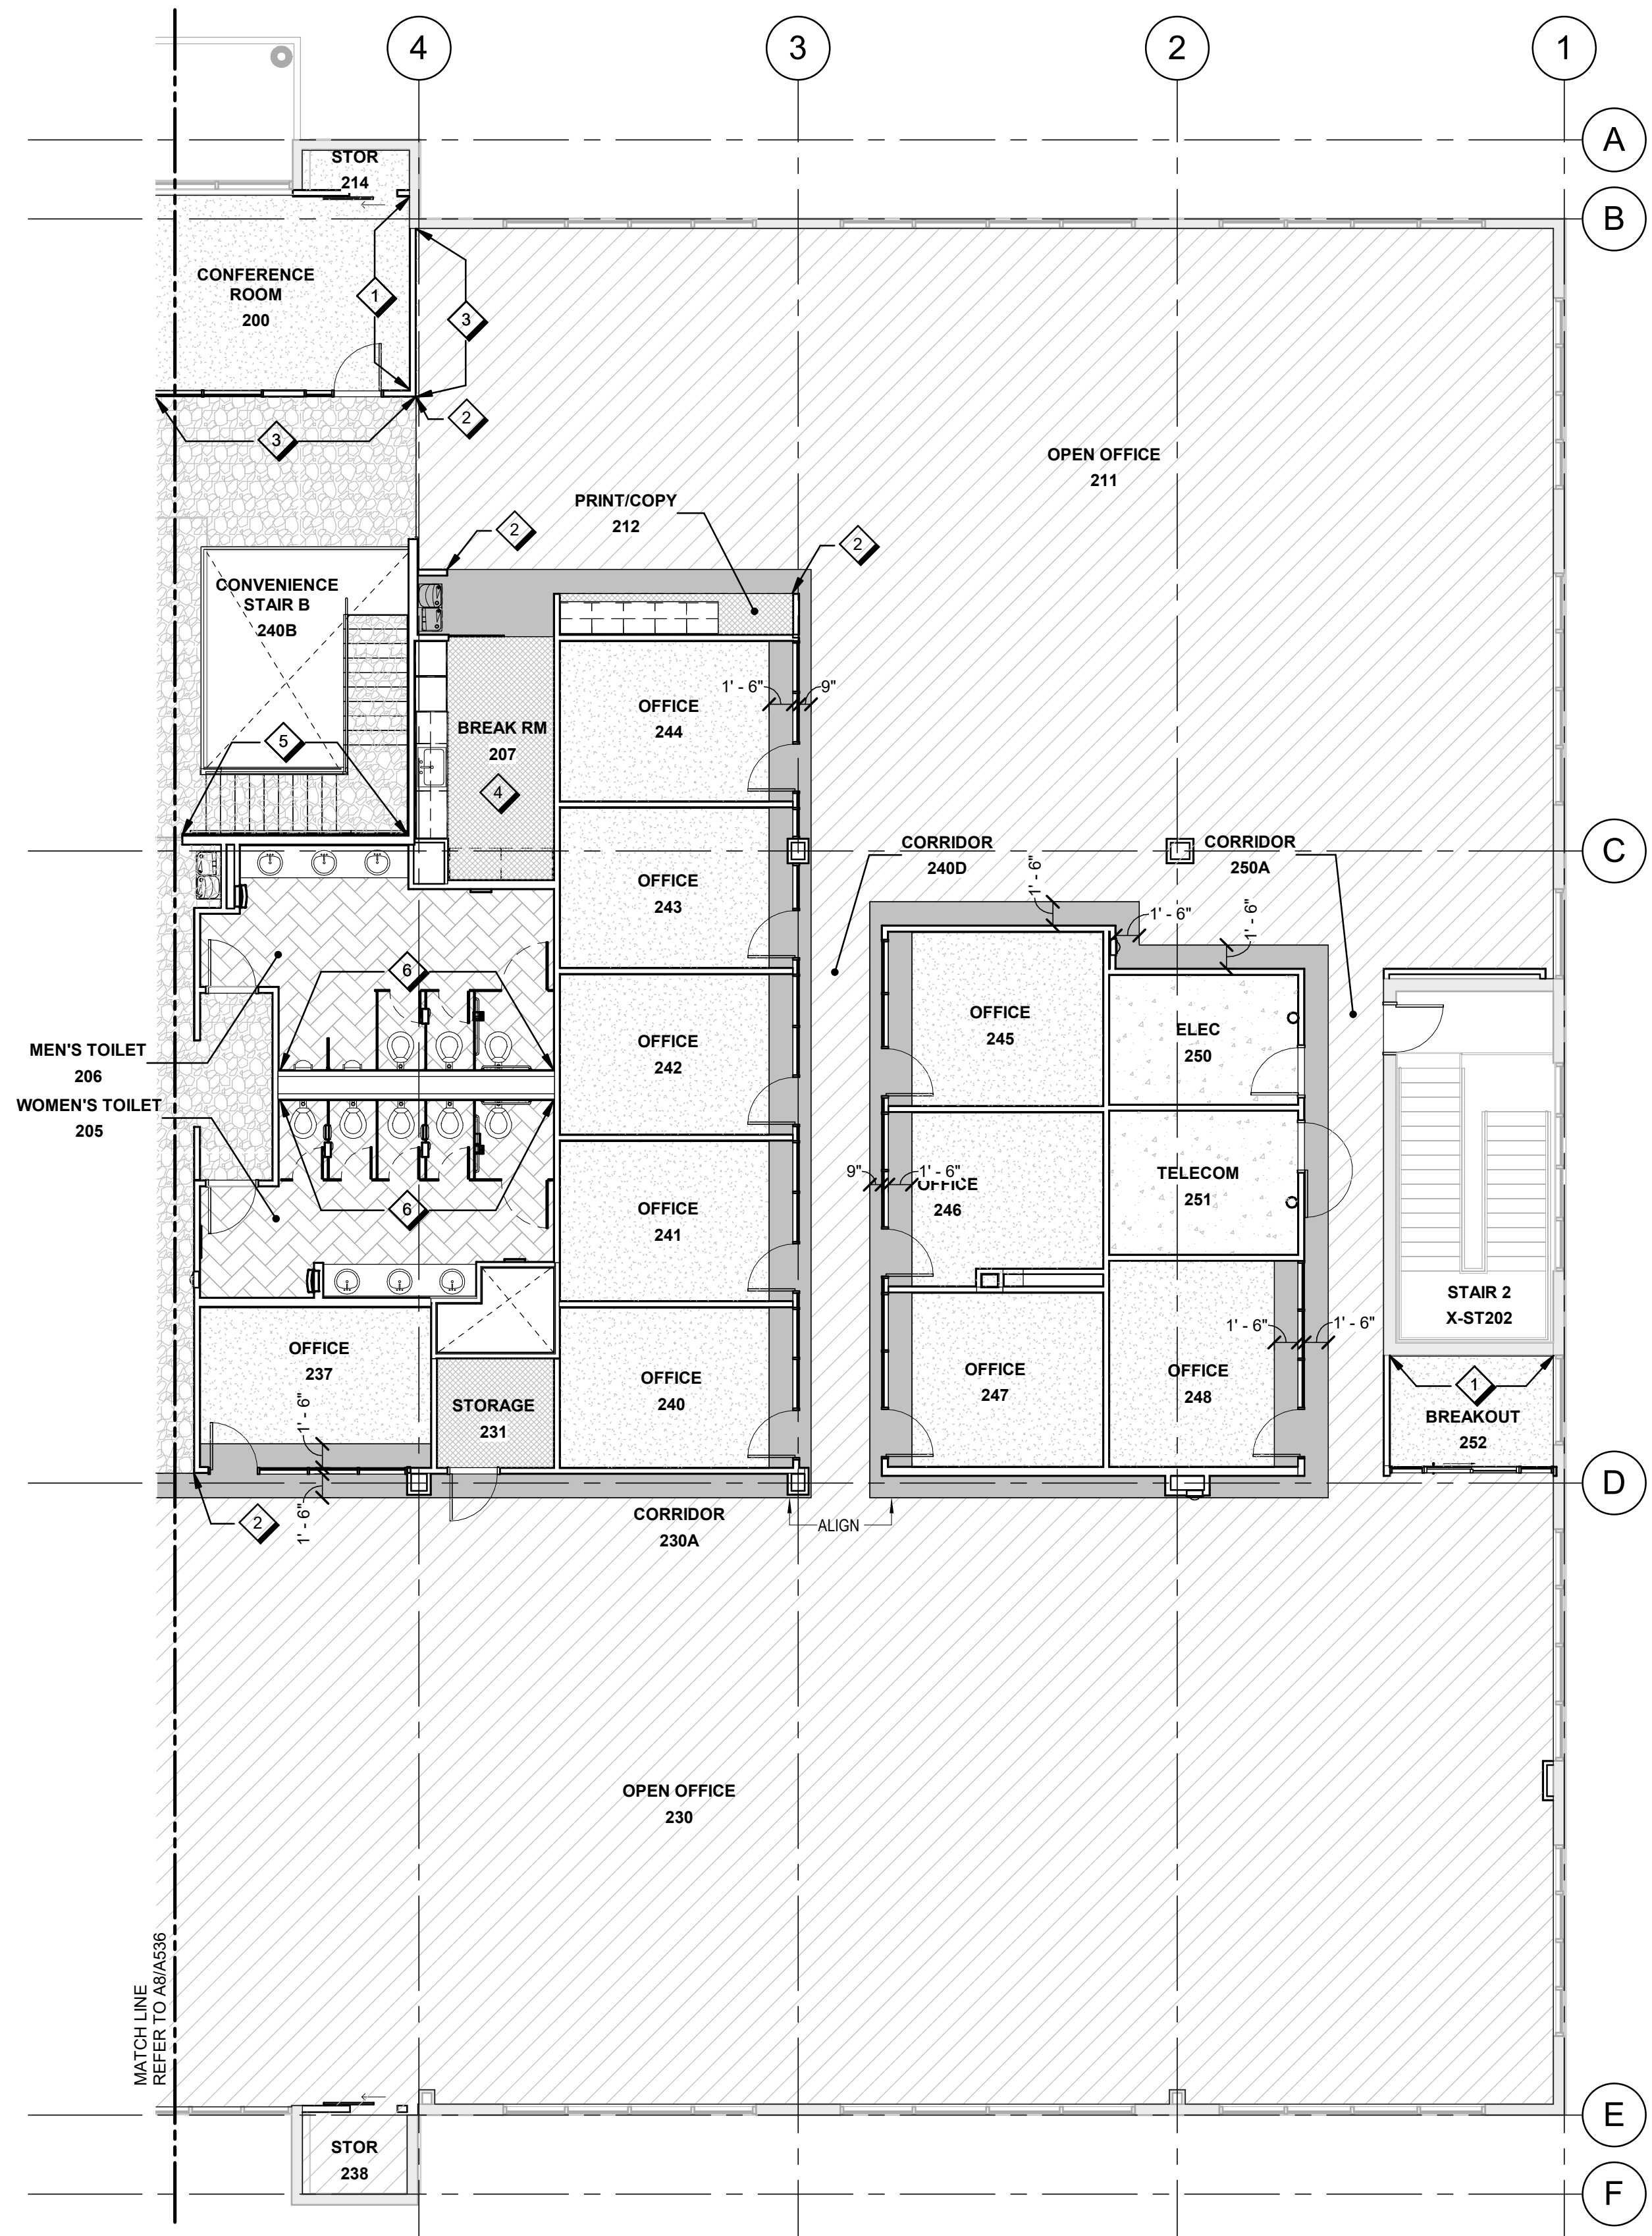 4
3
2
1
A
B
STOR
214
CONFERENCE
ROOM
200
1
3
2
3
OPEN OFFICE
211
PRINT/COPY
212
2
2
CONVENIENCE
STAIR B
240B
5
BREAK RM
207
4
1' - 6"
9"
OFFICE
244
C
CORRIDOR
240D
CORRIDOR
250A
1' - 6"
1' - 6"
1' - 6"
OFFICE
243
6
MEN'S TOILET
206
WOMEN'S TOILET
205
OFFICE
242
OFFICE
245
ELEC
250
9"
1' - 6"
OFFICE
246
TELECOM
251
6
OFFICE
241
STAIR 2
X-ST202
1' - 6"
1' - 6"
OFFICE
237
1' - 6"
1' - 6"
STORAGE
231
OFFICE
240
OFFICE
247
OFFICE
248
1
BREAKOUT
252
D
2
CORRIDOR
230A
ALIGN
OPEN OFFICE
230
MATCH LINE
REFER TO A8/A536
E
STOR
238
F